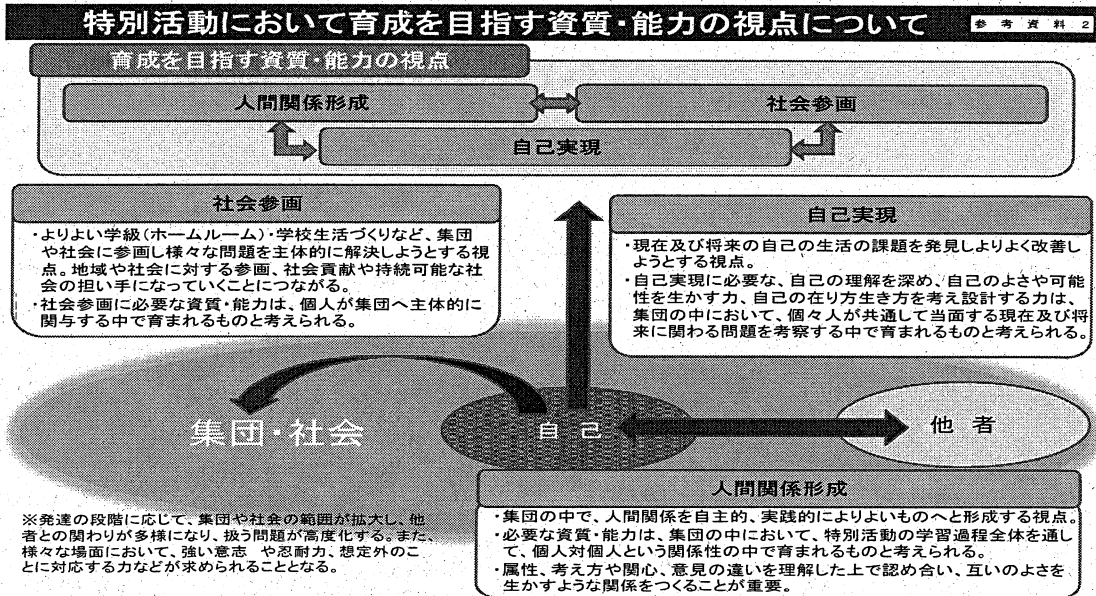 特別活動において育成を目指す資質・能力の視点について
参考資料2
育成を目指す資質・能力の視点
人間関係形成
社会参画
自己実現
社会参画
・よりよい学級（ホームルーム）・学校生活づくりなど、集団
や社会に参画し様々な問題を主体的に解決しようとする視
点。地域や社会に対する参画、社会貢献や持続可能な社
会の担い手になっていくことにつながる。
・社会参画に必要な資質・能力は、個人が集団へ主体的に
関与する中で育まれるものと考えられる。
自己実現
・現在及び将来の自己の生活の課題を発見しよりよく改善し
ようとする視点。
・自己実現に必要な、自己の理解を深め、自己のよさや可能
性を生かす力、自己の在り方生き方を考え設計する力は、
集団の中において、個々人が共通して当面する現在及び将
来に関わる問題を考察する中で育まれるものと考えられる。
集団・社会
自己
他者
人間関係形成
・集団の中で、人間関係を自主的、実践的によりよいものへと形成する視点。
・必要な資質・能力は、集団の中において、特別活動の学習過程全体を通し
て、個人対個人という関係性の中で育まれるものと考えられる。
・属性、考え方や関心、意見の違いを理解した上で認め合い、互いのよさを
生かすような関係をつくることが重要。
※発達の段階に応じて、集団や社会の範囲が拡大し、他
者との関わりが多様になり、扱う問題が高度化する。また、
様々な場面において、強い意志 や忍耐力、想定外のこ
とに対応する力などが求められることとなる。